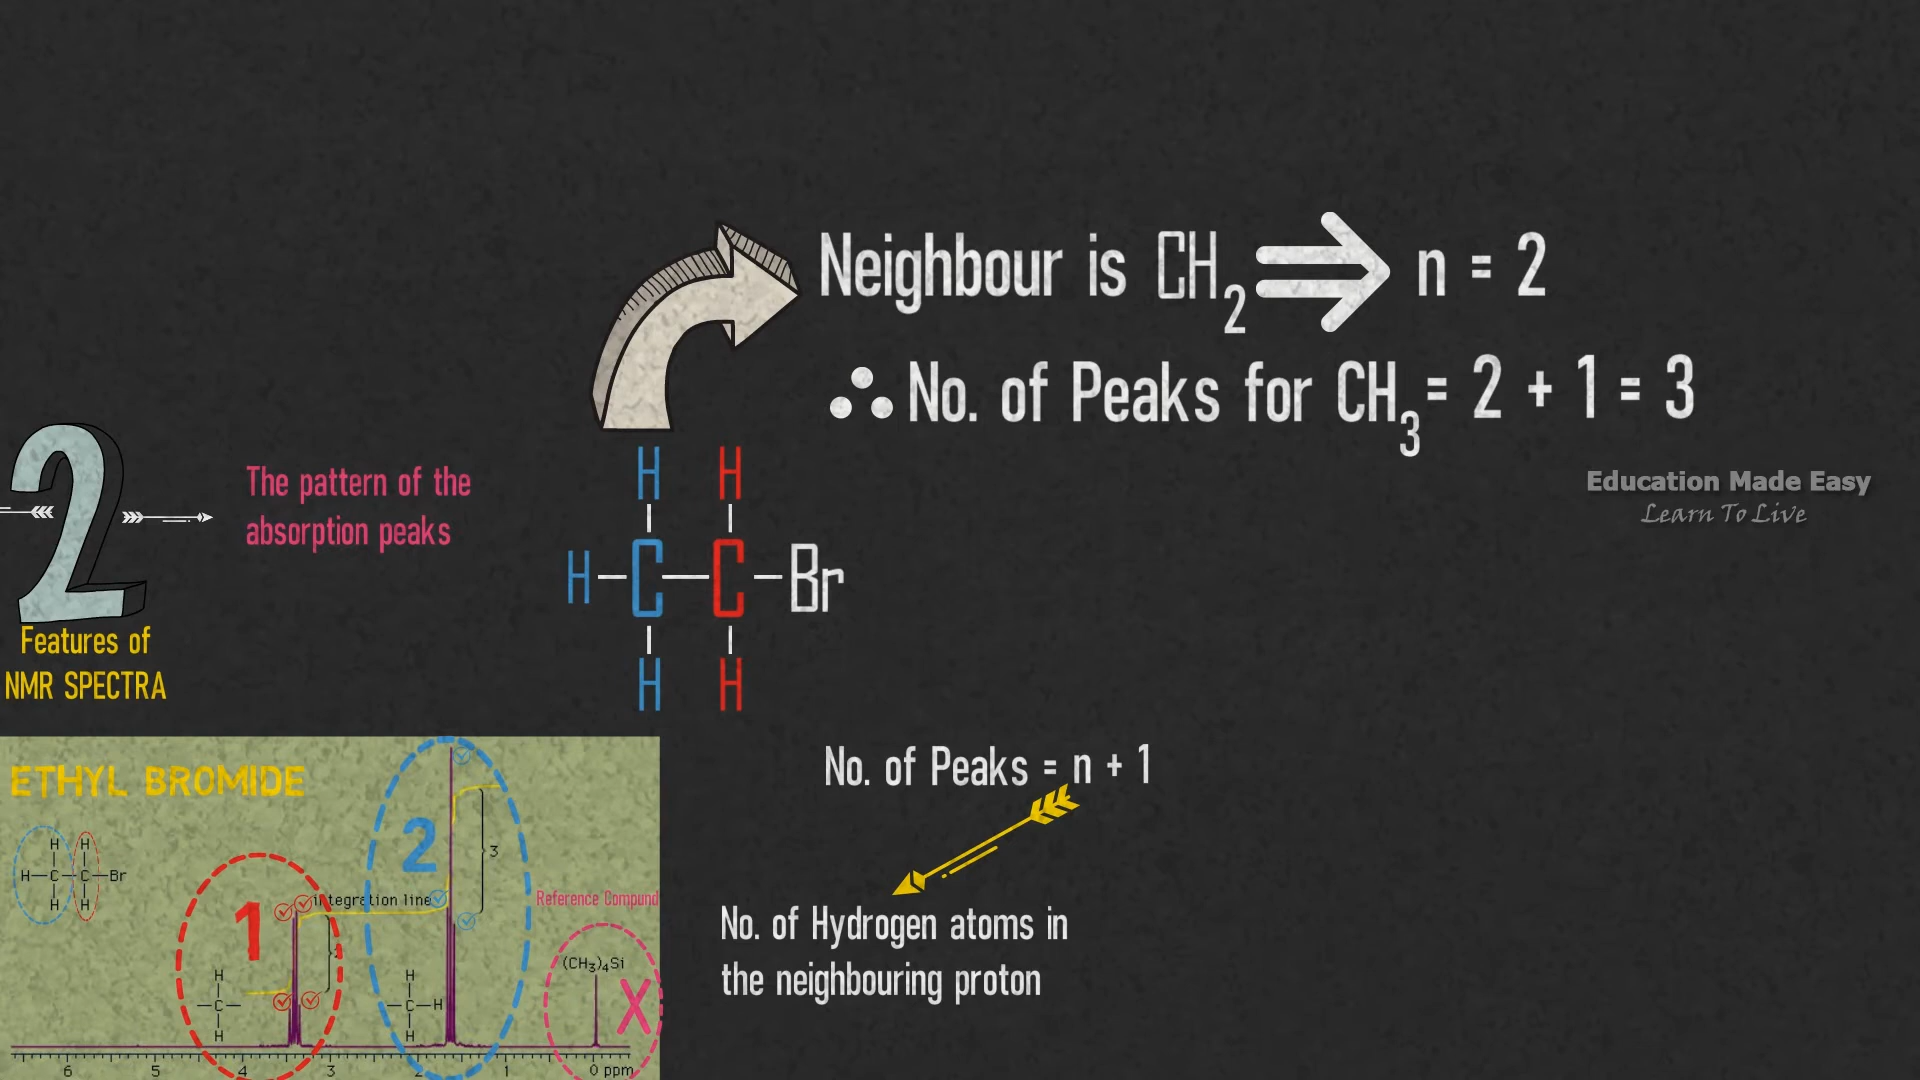 Neighbour is CH2 ⇒ n = 2
∴ No. of Peaks for CH3 = 2 + 1 = 3
Education Made Easy
Learn To Live
2
The pattern of the
absorption peaks
Features of
NMR SPECTRA
H H
H–C–C–Br
H H
No. of Peaks = n + 1
No. of Hydrogen atoms in
the neighbouring proton
ETHYL BROMIDE
H H
H–C–C–Br
H H
1
2
3
integration line
Reference Compund
(CH3)4Si
X
H
–C–
H
H
–C–H
H
6 5 4 3 2 1 0 ppm